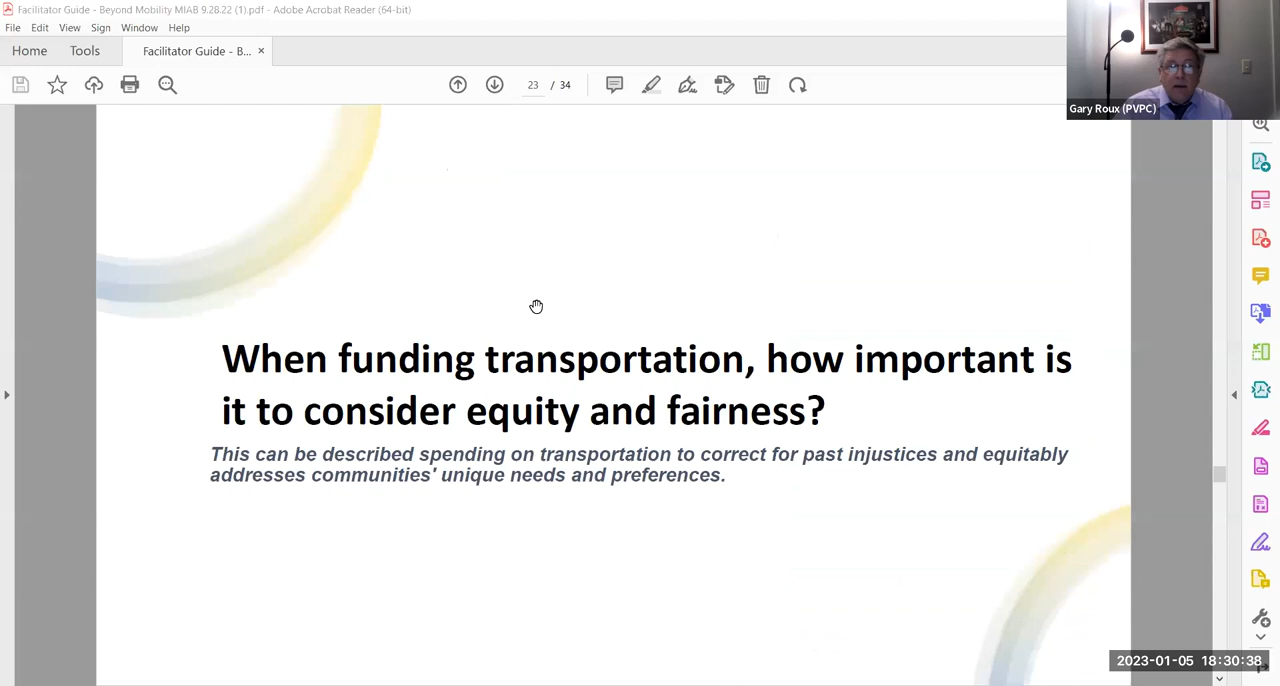 Facilitator Guide - Beyond Mobility MIAB 9.28.22 (1).pdf - Adobe Acrobat Reader (64-bit)
File Edit View Sign Window Help
Home Tools Facilitator Guide - B... ×
23 / 34
Gary Roux (PVPC)
When funding transportation, how important is
it to consider equity and fairness?
This can be described spending on transportation to correct for past injustices and equitably
addresses communities' unique needs and preferences.
2023-01-05 18:30:38